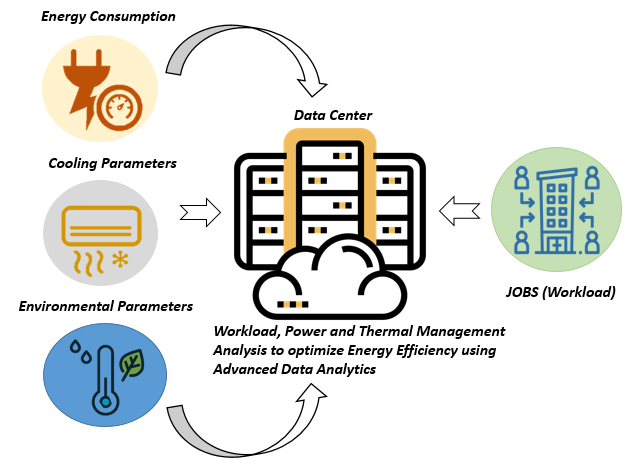 Energy Consumption
Data Center
Cooling Parameters
JOBS (Workload)
Environmental Parameters
Workload, Power and Thermal Management
Analysis to optimize Energy Efficiency using
Advanced Data Analytics